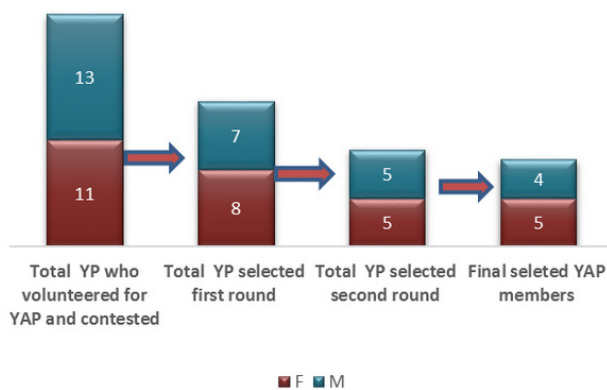 13
11
7
8
5
5
4
5
Total YP who
volunteered for
YAP and contested
Total YP selected
first round
Total YP selected
second round
Final seleted YAP
members
F M